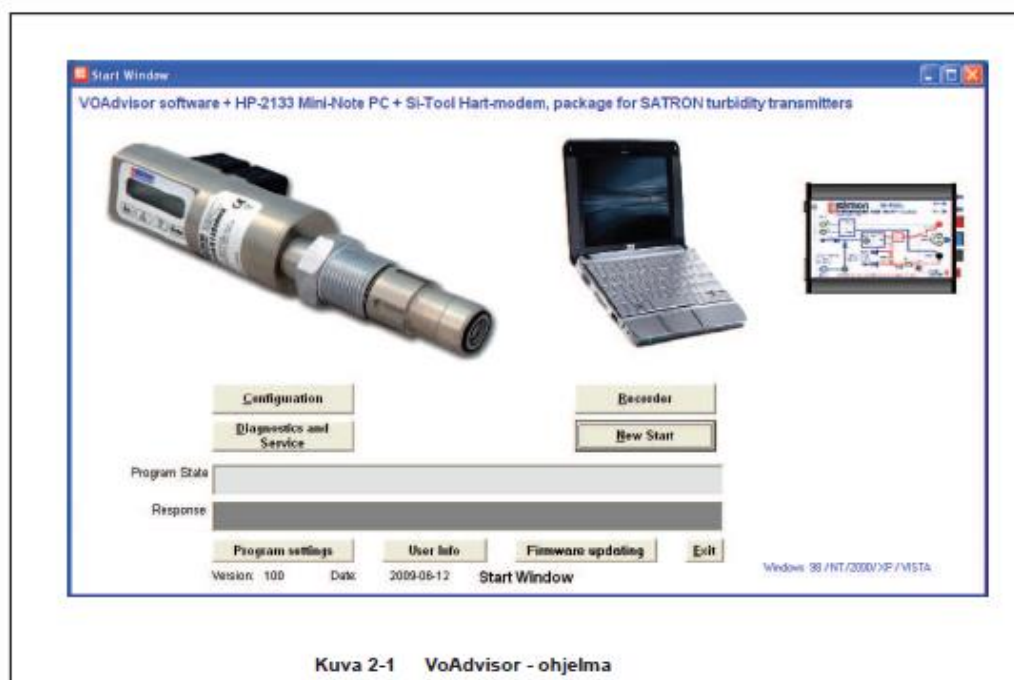 Start Window
VOAdvisor software + HP-2133 Mini-Note PC + Si-Tool Hart-modem, package for SATRON turbidity transmitters
Configuration
Recorder
Diagnostics and
Service
New Start
Program State
Response
Program settings
User Info
Firmware updating
Exit
Version: 100 Date: 2009-06-12 Start Window
Windows 98 /NT /2000/ XP / VISTA
Kuva 2-1 VoAdvisor - ohjelma